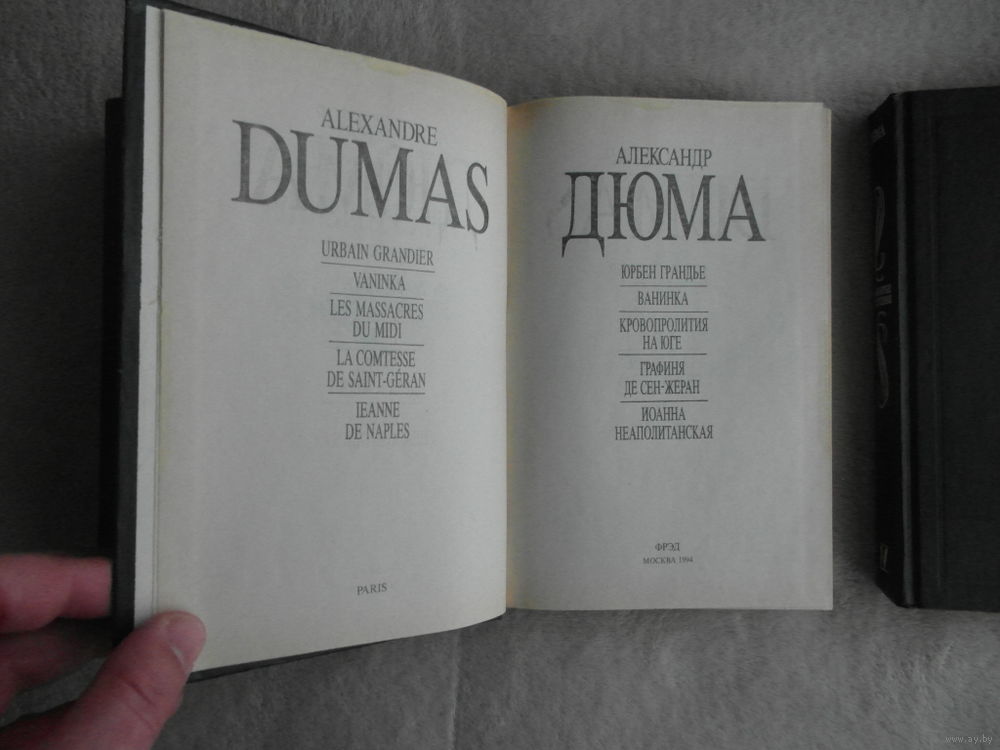 ALEXANDRE
DUMAS
URBAIN GRANDIER
VANINKA
LES MASSACRES
DU MIDI
LA COMTESSE
DE SAINT-GÉRAN
IEANNE
DE NAPLES
PARIS
АЛЕКСАНДР
ДЮМА
ЮРБЕН ГРАНДЬЕ
ВАНИНКА
КРОВОПРОЛИТИЯ
НА ЮГЕ
ГРАФИНЯ
ДЕ СЕН-ЖЕРАН
ИОАННА
НЕАПОЛИТАНСКАЯ
ФРЭД
МОСКВА 1994
www.ay.by